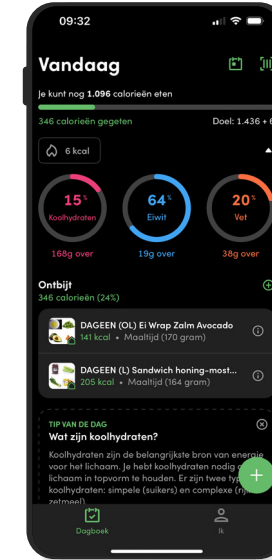 09:32
Vandaag
Je kunt nog 1.096 calorieën eten
346 calorieën gegeten Doel: 1.436 + 6
6 kcal
15% 64% 20%
Koolhydraten Eiwit Vet
168g over 19g over 38g over
Ontbijt
346 calorieën (24%)
DAGEEN (OL) Ei Wrap Zalm Avocado
141 kcal • Maaltijd (170 gram)
DAGEEN (L) Sandwich honing-most...
205 kcal • Maaltijd (164 gram)
TIP VAN DE DAG
Wat zijn koolhydraten?
Koolhydraten zijn de belangrijkste bron van energie
voor het lichaam. Je hebt koolhydraten nodig o
lichaam in topvorm te houden. Er zijn twee typ
koolhydraten: simpele (suikers) en complexe (rij
zetmeel)
Dagboek Ik